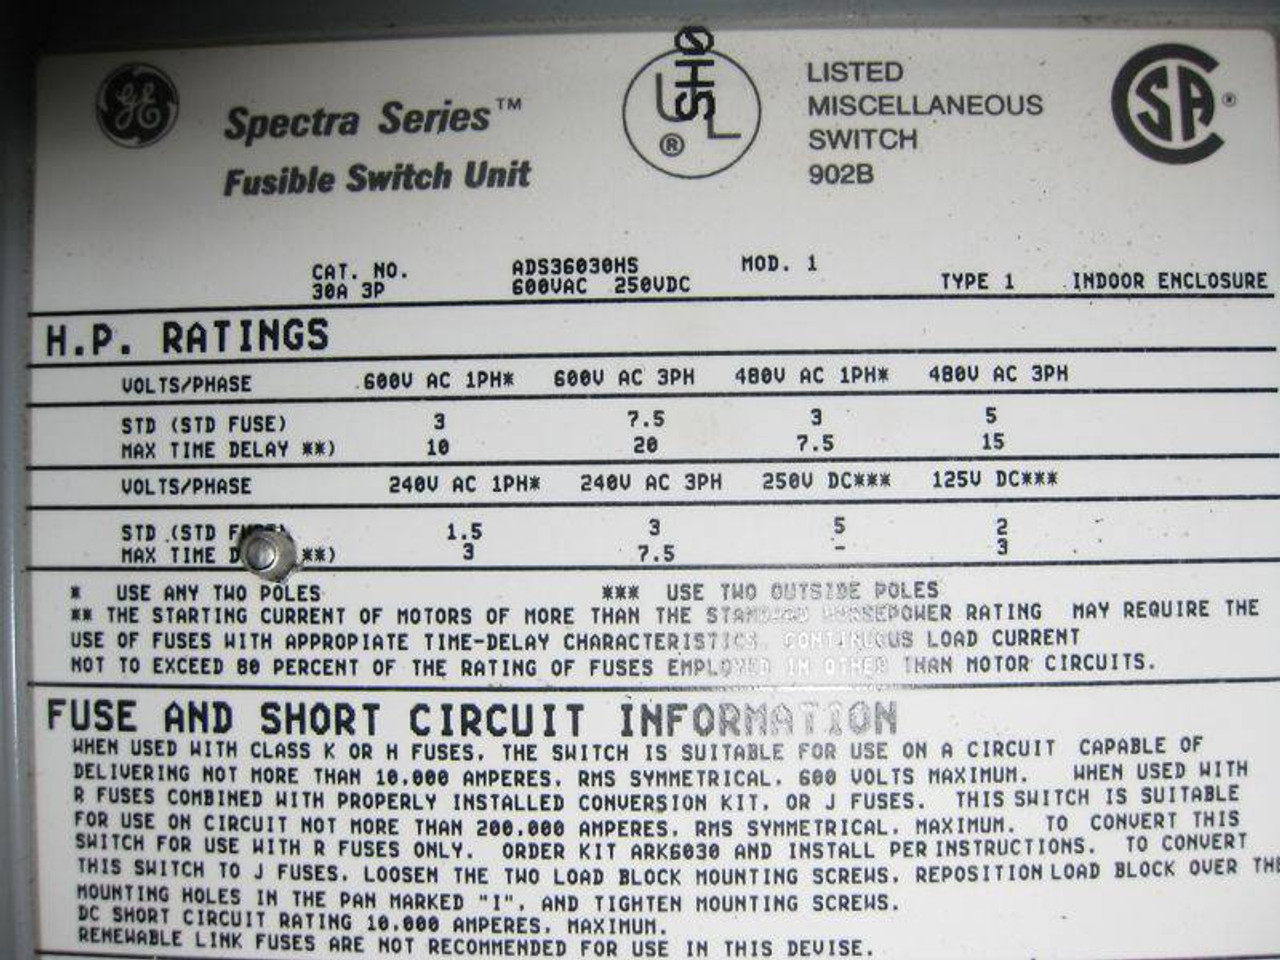 GE Spectra Series™
Fusible Switch Unit
UL ®
SHS0
LISTED
MISCELLANEOUS
SWITCH
902B
CSA ®
CAT. NO. ADS36030HS MOD. 1
30A 3P 600VAC 250VDC TYPE 1 INDOOR ENCLOSURE
H.P. RATINGS
VOLTS/PHASE 600V AC 1PH* 600V AC 3PH 480V AC 1PH* 480V AC 3PH
STD (STD FUSE) 3 7.5 3 5
MAX TIME DELAY **) 10 20 7.5 15
VOLTS/PHASE 240V AC 1PH* 240V AC 3PH 250V DC*** 125V DC***
STD (STD FUSE) 1.5 3 5 2
MAX TIME D **) 3 7.5 - 3
* USE ANY TWO POLES *** USE TWO OUTSIDE POLES
** THE STARTING CURRENT OF MOTORS OF MORE THAN THE STANDARD HORSEPOWER RATING MAY REQUIRE THE
USE OF FUSES WITH APPROPIATE TIME-DELAY CHARACTERISTICS. CONTINUOUS LOAD CURRENT
NOT TO EXCEED 80 PERCENT OF THE RATING OF FUSES EMPLOYED IN OTHER THAN MOTOR CIRCUITS.
FUSE AND SHORT CIRCUIT INFORMATION
WHEN USED WITH CLASS K OR H FUSES, THE SWITCH IS SUITABLE FOR USE ON A CIRCUIT CAPABLE OF
DELIVERING NOT MORE THAN 10,000 AMPERES, RMS SYMMETRICAL, 600 VOLTS MAXIMUM. WHEN USED WITH
R FUSES COMBINED WITH PROPERLY INSTALLED CONVERSION KIT, OR J FUSES. THIS SWITCH IS SUITABLE
FOR USE ON CIRCUIT NOT MORE THAN 200,000 AMPERES, RMS SYMMETRICAL, MAXIMUM. TO CONVERT THIS
SWITCH FOR USE WITH R FUSES ONLY. ORDER KIT ARK6030 AND INSTALL PER INSTRUCTIONS. TO CONVERT
THIS SWITCH TO J FUSES, LOOSEN THE TWO LOAD BLOCK MOUNTING SCREWS, REPOSITION LOAD BLOCK OVER THE
MOUNTING HOLES IN THE PAN MARKED "I", AND TIGHTEN MOUNTING SCREWS.
DC SHORT CIRCUIT RATING 10,000 AMPERES, MAXIMUM.
RENEWABLE LINK FUSES ARE NOT RECOMMENDED FOR USE IN THIS DEVISE.